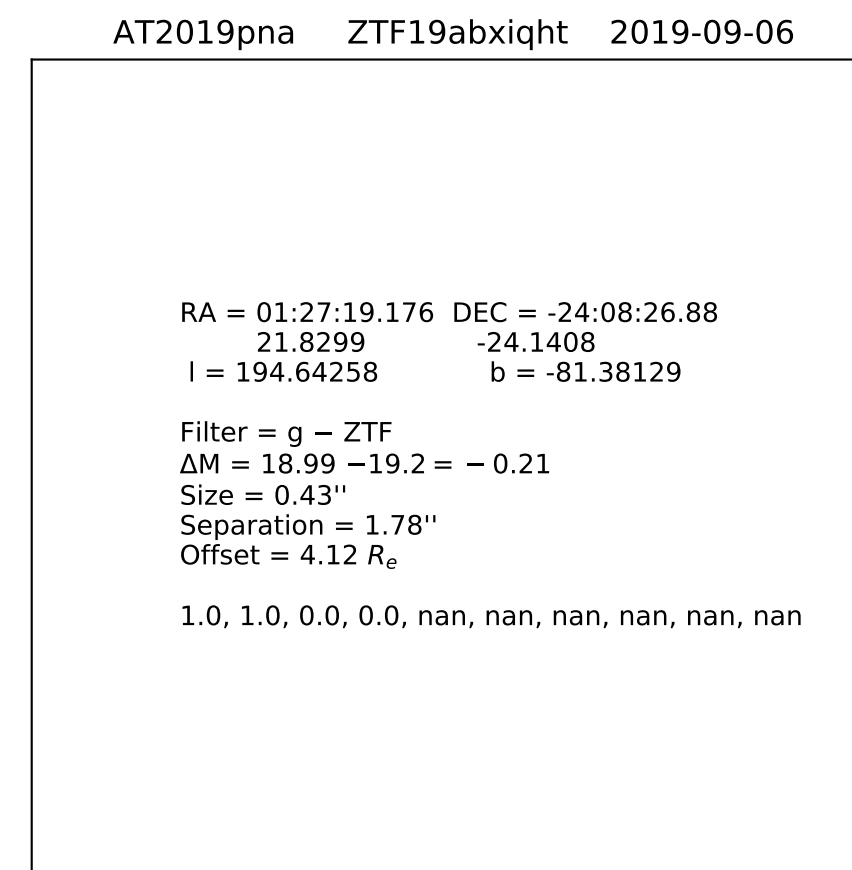 AT2019pna ZTF19abxiqht 2019-09-06
RA = 01:27:19.176 DEC = -24:08:26.88
21.8299 -24.1408
l = 194.64258 b = -81.38129
Filter = g − ZTF
ΔM = 18.99 −19.2 = − 0.21
Size = 0.43''
Separation = 1.78''
Offset = 4.12 Rₑ
1.0, 1.0, 0.0, 0.0, nan, nan, nan, nan, nan, nan